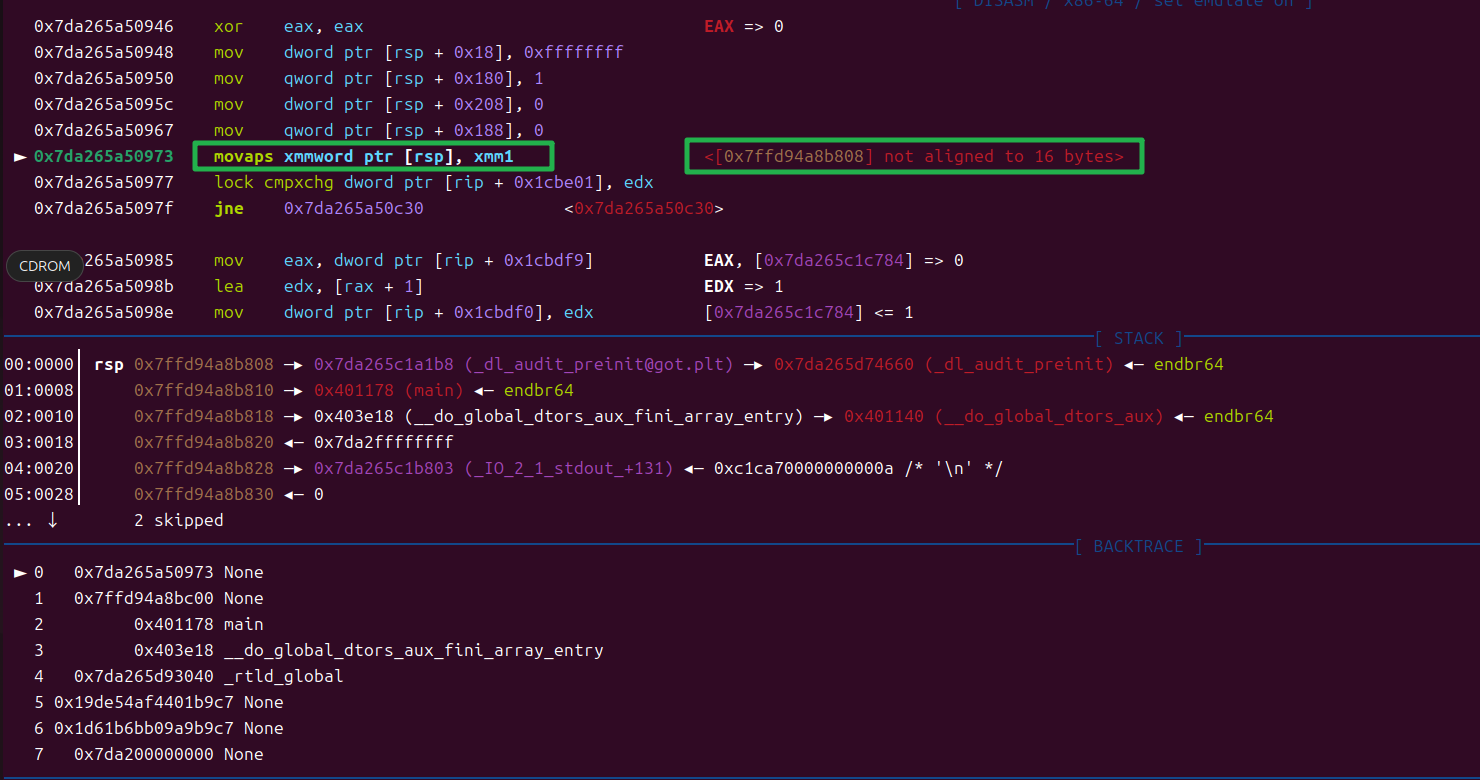 [ DISASM / x86-64 / set emulate on ]
0x7da265a50946 xor eax, eax EAX => 0
0x7da265a50948 mov dword ptr [rsp + 0x18], 0xffffffff
0x7da265a50950 mov qword ptr [rsp + 0x180], 1
0x7da265a5095c mov dword ptr [rsp + 0x208], 0
0x7da265a50967 mov qword ptr [rsp + 0x188], 0
► 0x7da265a50973 movaps xmmword ptr [rsp], xmm1 <[0x7ffd94a8b808] not aligned to 16 bytes>
0x7da265a50977 lock cmpxchg dword ptr [rip + 0x1cbe01], edx
0x7da265a5097f jne 0x7da265a50c30 <0x7da265a50c30>
CDROM
265a50985 mov eax, dword ptr [rip + 0x1cbdf9] EAX, [0x7da265c1c784] => 0
0x7da265a5098b lea edx, [rax + 1] EDX => 1
0x7da265a5098e mov dword ptr [rip + 0x1cbdf0], edx [0x7da265c1c784] <= 1
[ STACK ]
00:0000│ rsp 0x7ffd94a8b808 —▸ 0x7da265c1a1b8 (_dl_audit_preinit@got.plt) —▸ 0x7da265d74660 (_dl_audit_preinit) ◂— endbr64
01:0008│ 0x7ffd94a8b810 —▸ 0x401178 (main) ◂— endbr64
02:0010│ 0x7ffd94a8b818 —▸ 0x403e18 (__do_global_dtors_aux_fini_array_entry) —▸ 0x401140 (__do_global_dtors_aux) ◂— endbr64
03:0018│ 0x7ffd94a8b820 ◂— 0x7da2ffffffff
04:0020│ 0x7ffd94a8b828 —▸ 0x7da265c1b803 (_IO_2_1_stdout_+131) ◂— 0xc1ca70000000000a /* '\n' */
05:0028│ 0x7ffd94a8b830 ◂— 0
... ↓ 2 skipped
[ BACKTRACE ]
► 0 0x7da265a50973 None
1 0x7ffd94a8bc00 None
2 0x401178 main
3 0x403e18 __do_global_dtors_aux_fini_array_entry
4 0x7da265d93040 _rtld_global
5 0x19de54af4401b9c7 None
6 0x1d61b6bb09a9b9c7 None
7 0x7da200000000 None